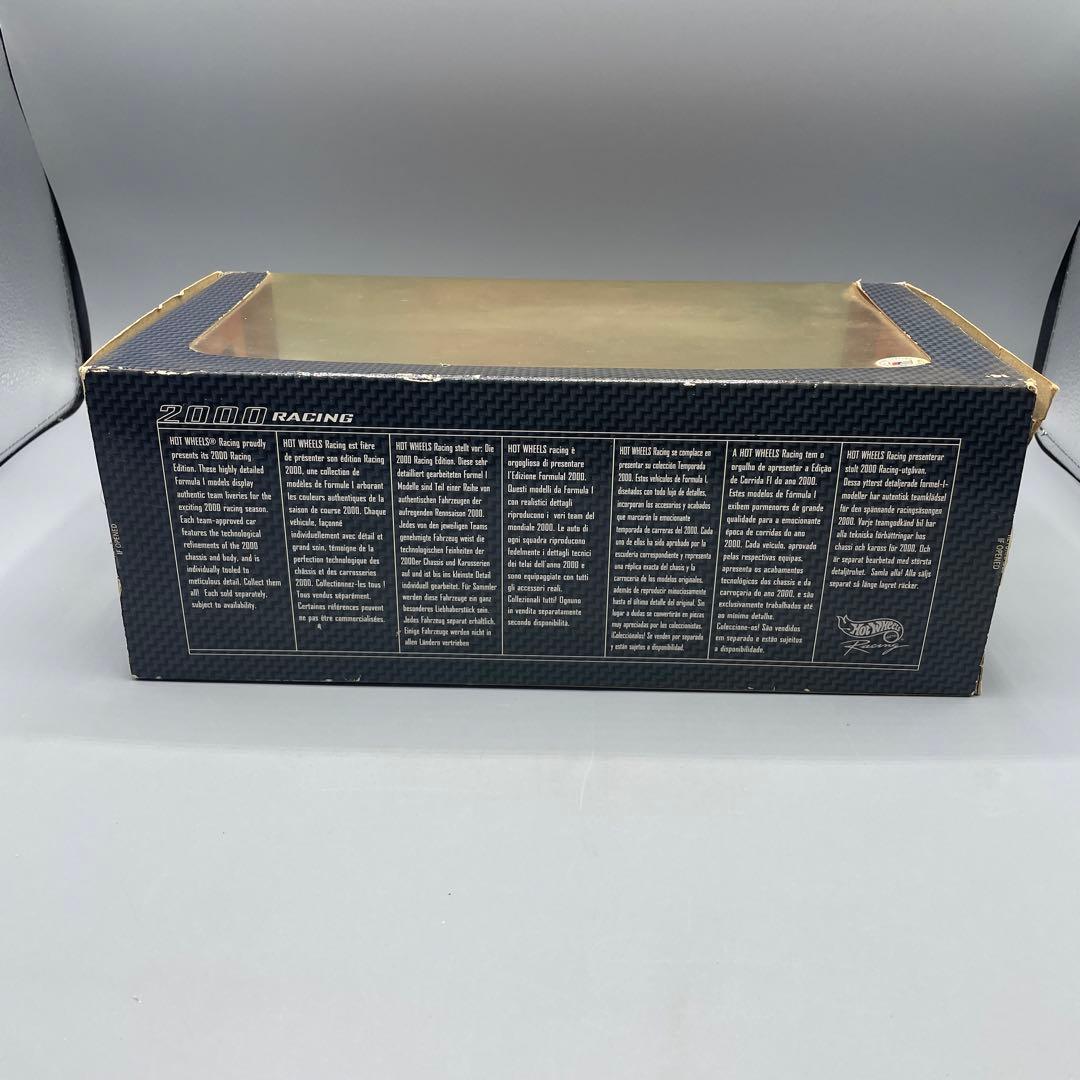 2000 RACING
HOT WHEELS® Racing proudly
presents its 2000 Racing
Edition. These highly detailed
Formula 1 models display
authentic team liveries for the
exciting 2000 racing season.
Each team-approved car
features the technological
refinements of the 2000
chassis and body, and is
individually tooled to
meticulous detail. Collect them
all! Each sold separately,
subject to availability.
HOT WHEELS Racing est fière
de présenter son édition Racing
2000, une collection de
modèles de Formula 1 arborant
les couleurs authentiques de la
saison de course 2000. Chaque
véhicule, façonné
individuellement avec détail et
grand soin, témoigne de la
perfection technologique des
châssis et des carrosseries
2000. Collectionnez-les tous !
Tous vendus séparément.
Certaines références peuvent
ne pas être commercialisées.
HOT WHEELS Racing stellt vor: Die
2000 Racing Edition. Diese sehr
detailliert gearbeiteten Formel 1
Modelle sind Teil einer Reihe von
authentischen Fahrzeugen der
aufregenden Rennsaison 2000.
Jedes von den jeweiligen Teams
genehmigte Fahrzeug weist die
technologischen Feinheiten der
2000er Chassis und Karosserien
auf und ist bis ins kleinste Detail
individuell gearbeitet. Für Sammler
werden diese Fahrzeuge ein ganz
besonderes Liebhaberstück sein.
Jedes Fahrzeug separat erhältlich.
Einige Fahrzeuge werden nicht in
allen Ländern vertrieben
HOT WHEELS racing è
orgogliosa di presentare
l'Edizione Formula1 2000.
Questi modelli da Formula 1
con realistici dettagli
riproducono i veri team del
mondiale 2000. Le auto di
ogni squadra riproducono
fedelmente i dettagli tecnici
dei telai dell'anno 2000 e
sono equipaggiate con tutti
gli accessori reali.
Collezionali tutti! Ognuno
in vendita separatamente
secondo disponibilità.
HOT WHEELS Racing se complace en
presentar su colección Temporada
2000. Estos vehículos de Formula 1,
diseñados con todo lujo de detalles,
incorporan los accesorios y acabados
que marcarán la emocionante
temporada de carreras del 2000. Cada
uno de ellos ha sido aprobado por la
escudería correspondiente y representa
una réplica exacta del chasis y la
carrocería de los modelos originales,
además de reproducir minuciosamente
hasta el último detalle del original. Sin
lugar a dudas se convertirán en piezas
muy apreciadas por los coleccionistas.
¡Colecciónalos! Se venden por separado
y están sujetos a disponibilidad.
A HOT WHEELS Racing tem o
orgulho de apresentar a Edição
de Corrida F1 do ano 2000.
Estes modelos de Fórmula 1
exibem pormenores de grande
qualidade para a emocionante
época de corridas do ano
2000. Cada veículo, aprovado
pelas respectivas equipas,
apresenta os acabamentos
tecnológicos dos chassis e da
carroçaria do ano 2000, e são
exclusivamente trabalhados até
ao mínimo detalhe.
Coleccione-os! São vendidos
em separado e estão sujeitos
a disponibilidade.
HOT WHEELS Racing presenterar
stolt 2000 Racing-utgåvan.
Dessa ytterst detaljerade Formel-1-
modeller har autentisk teamklädsel
för den spännande racingsäsongen
2000. Varje teamgodkänd bil har
alla tekniska förbättringar hos
chassi och kaross för 2000. Och
är separat bearbetad med största
detaljtrohet. Samla alla! Alla säljs
separat så länge lagret räcker.
Hot Wheels
Racing
IF OPENED
IF OPENED